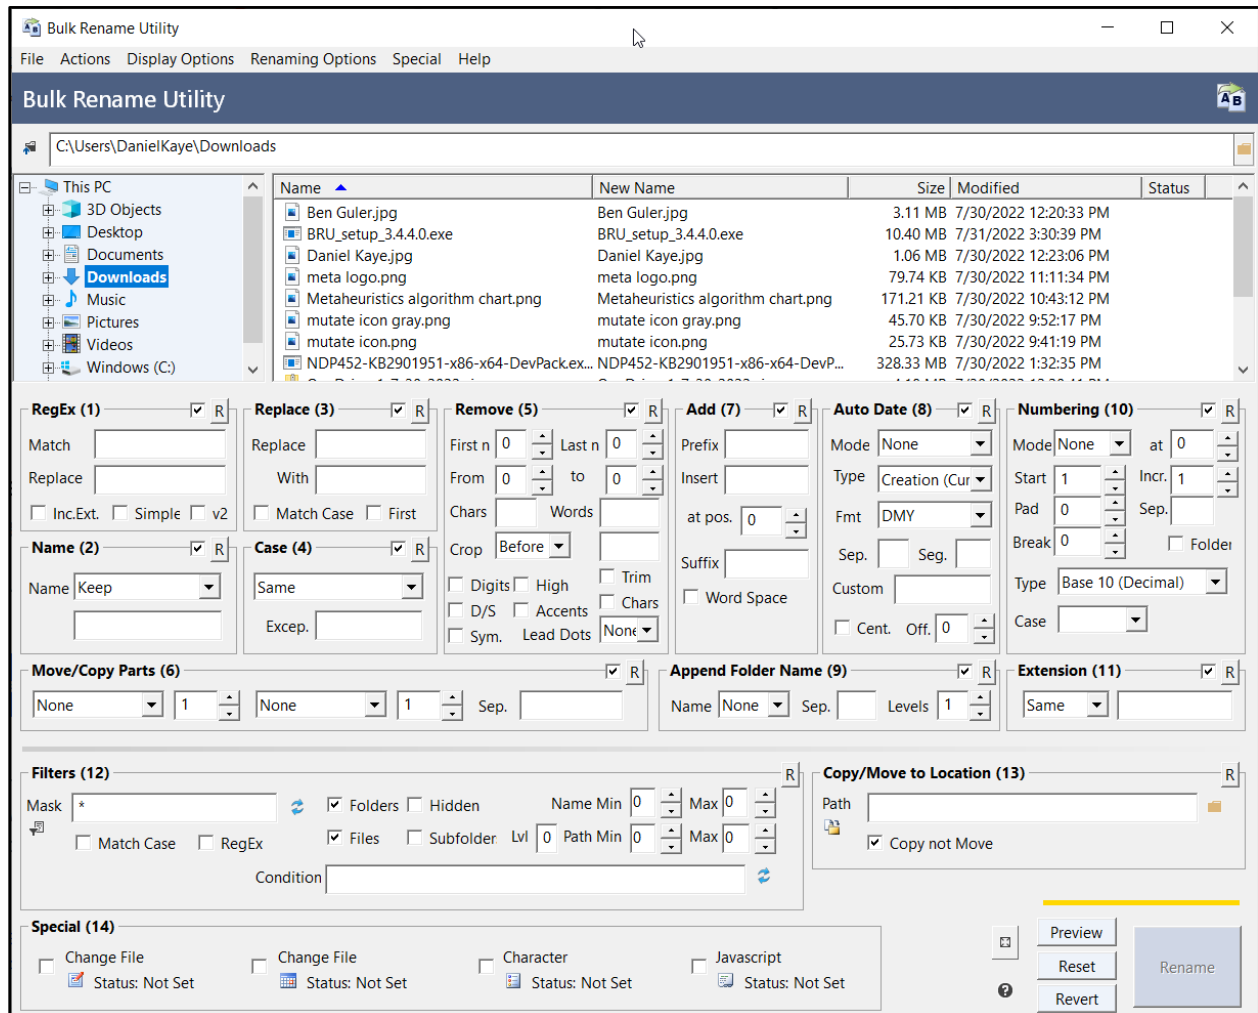 Bulk Rename Utility
File Actions Display Options Renaming Options Special Help
Bulk Rename Utility
C:\Users\DanielKaye\Downloads
This PC
3D Objects
Desktop
Documents
Downloads
Music
Pictures
Videos
Windows (C:)
Name New Name Size Modified Status
Ben Guler.jpg Ben Guler.jpg 3.11 MB 7/30/2022 12:20:33 PM
BRU_setup_3.4.4.0.exe BRU_setup_3.4.4.0.exe 10.40 MB 7/31/2022 3:30:39 PM
Daniel Kaye.jpg Daniel Kaye.jpg 1.06 MB 7/30/2022 12:23:06 PM
meta logo.png meta logo.png 79.74 KB 7/30/2022 11:11:34 PM
Metaheuristics algorithm chart.png Metaheuristics algorithm chart.png 171.21 KB 7/30/2022 10:43:12 PM
mutate icon gray.png mutate icon gray.png 45.70 KB 7/30/2022 9:52:17 PM
mutate icon.png mutate icon.png 25.73 KB 7/30/2022 9:41:19 PM
NDP452-KB2901951-x86-x64-DevPack.ex... NDP452-KB2901951-x86-x64-DevP... 328.33 MB 7/30/2022 1:32:35 PM
RegEx (1) R
Match
Replace
Inc.Ext. Simple v2
Replace (3) R
Replace
With
Match Case First
Remove (5) R
First n 0 Last n 0
From 0 to 0
Chars Words
Crop Before
Digits High Trim
D/S Accents Chars
Sym. Lead Dots None
Add (7) R
Prefix
Insert
at pos. 0
Suffix
Word Space
Auto Date (8) R
Mode None
Type Creation (Cur
Fmt DMY
Sep. Seg.
Custom
Cent. Off. 0
Numbering (10) R
Mode None at 0
Start 1 Incr. 1
Pad 0 Sep.
Break 0 Folder
Type Base 10 (Decimal)
Case
Name (2) R
Name Keep
Case (4) R
Same
Excep.
Move/Copy Parts (6) R
None 1 None 1 Sep.
Append Folder Name (9) R
Name None Sep. Levels 1
Extension (11) R
Same
Filters (12) R
Mask * Folders Hidden Name Min 0 Max 0
Match Case RegEx Files Subfolder Lvl 0 Path Min 0 Max 0
Condition
Copy/Move to Location (13) R
Path
Copy not Move
Special (14)
Change File
Status: Not Set
Change File
Status: Not Set
Character
Status: Not Set
Javascript
Status: Not Set
Preview
Reset
Revert
Rename